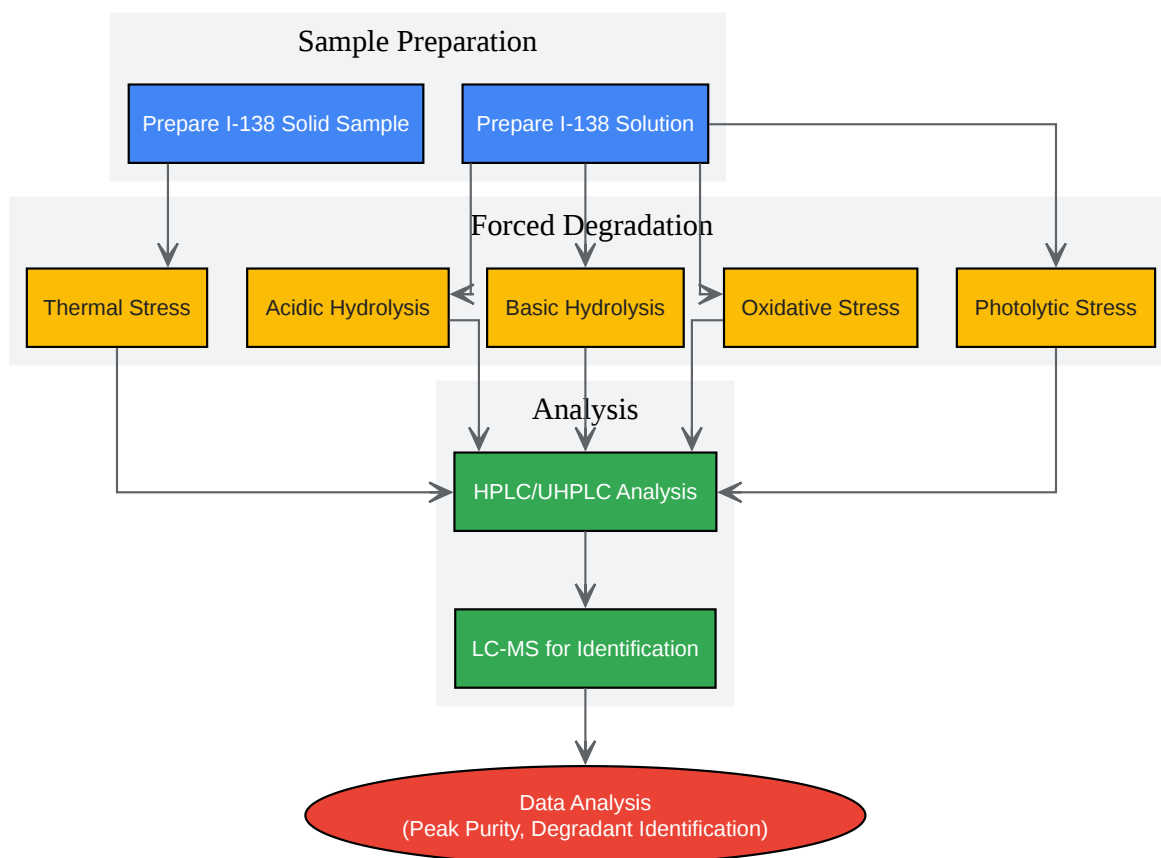 Sample Preparation
Prepare I-138 Solid Sample
Prepare I-138 Solution
Forced Degradation
Thermal Stress
Acidic Hydrolysis
Basic Hydrolysis
Oxidative Stress
Photolytic Stress
Analysis
HPLC/UHPLC Analysis
LC-MS for Identification
Data Analysis
(Peak Purity, Degradant Identification)